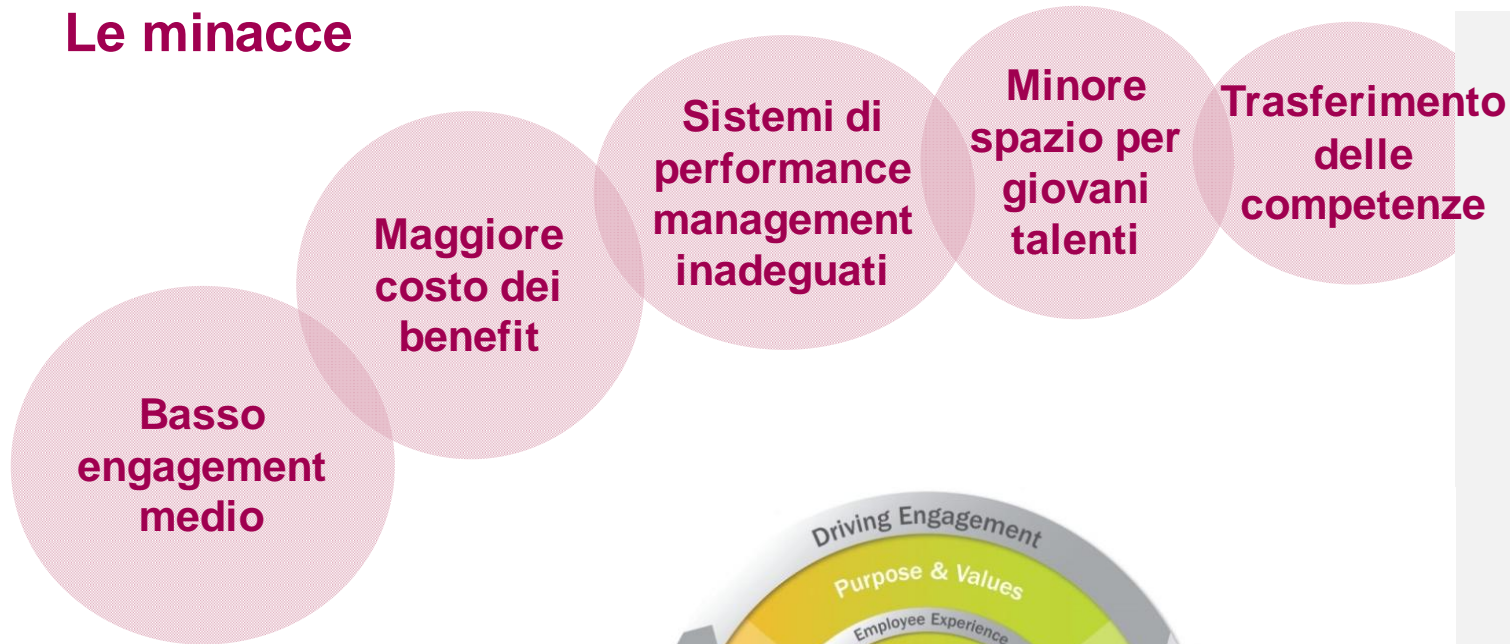 Le minacce
Basso
engagement
medio
Maggiore
costo dei
benefit
Sistemi di
performance
management
inadeguati
Minore
spazio per
giovani
talenti
Trasferimento
delle
competenze
Driving Engagement
Purpose & Values
Employee Experience